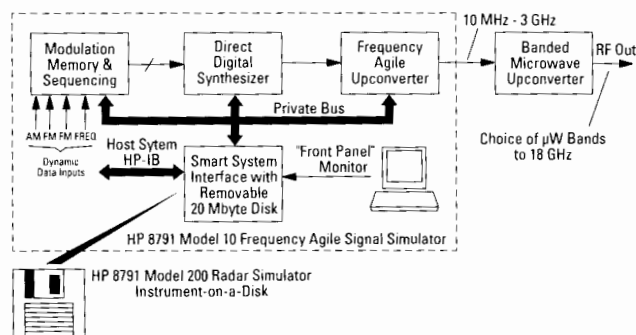 10 MHz - 3 GHz
Modulation
Memory &
Sequencing
Direct
Digital
Synthesizer
Frequency
Agile
Upconverter
Banded
Microwave
Upconverter
RF Out
Private Bus
AM FM FM FREQ
Dynamic
Data Inputs
Host Sytem
HP-IB
Smart System
Interface with
Removable
20 Mbyte Disk
"Front Panel"
Monitor
Choice of µW Bands
to 18 GHz
HP 8791 Model 10 Frequency Agile Signal Simulator
HP 8791 Model 200 Radar Simulator
Instrument-on-a-Disk